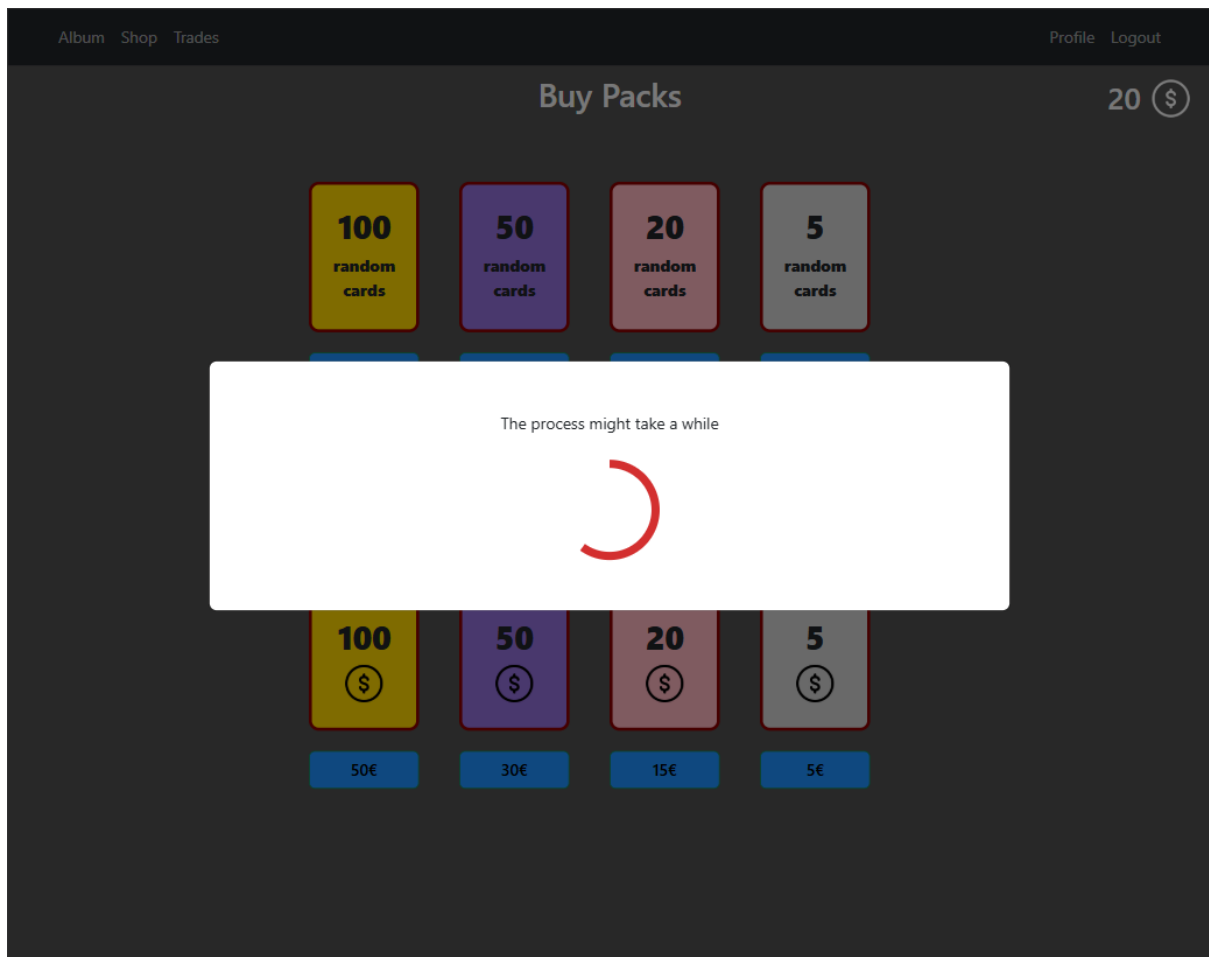 Album Shop Trades Profile Logout
Buy Packs
20 $
100 50 20 5
random random random random
cards cards cards cards
The process might take a while
100 50 20 5
$ $ $ $
50€ 30€ 15€ 5€